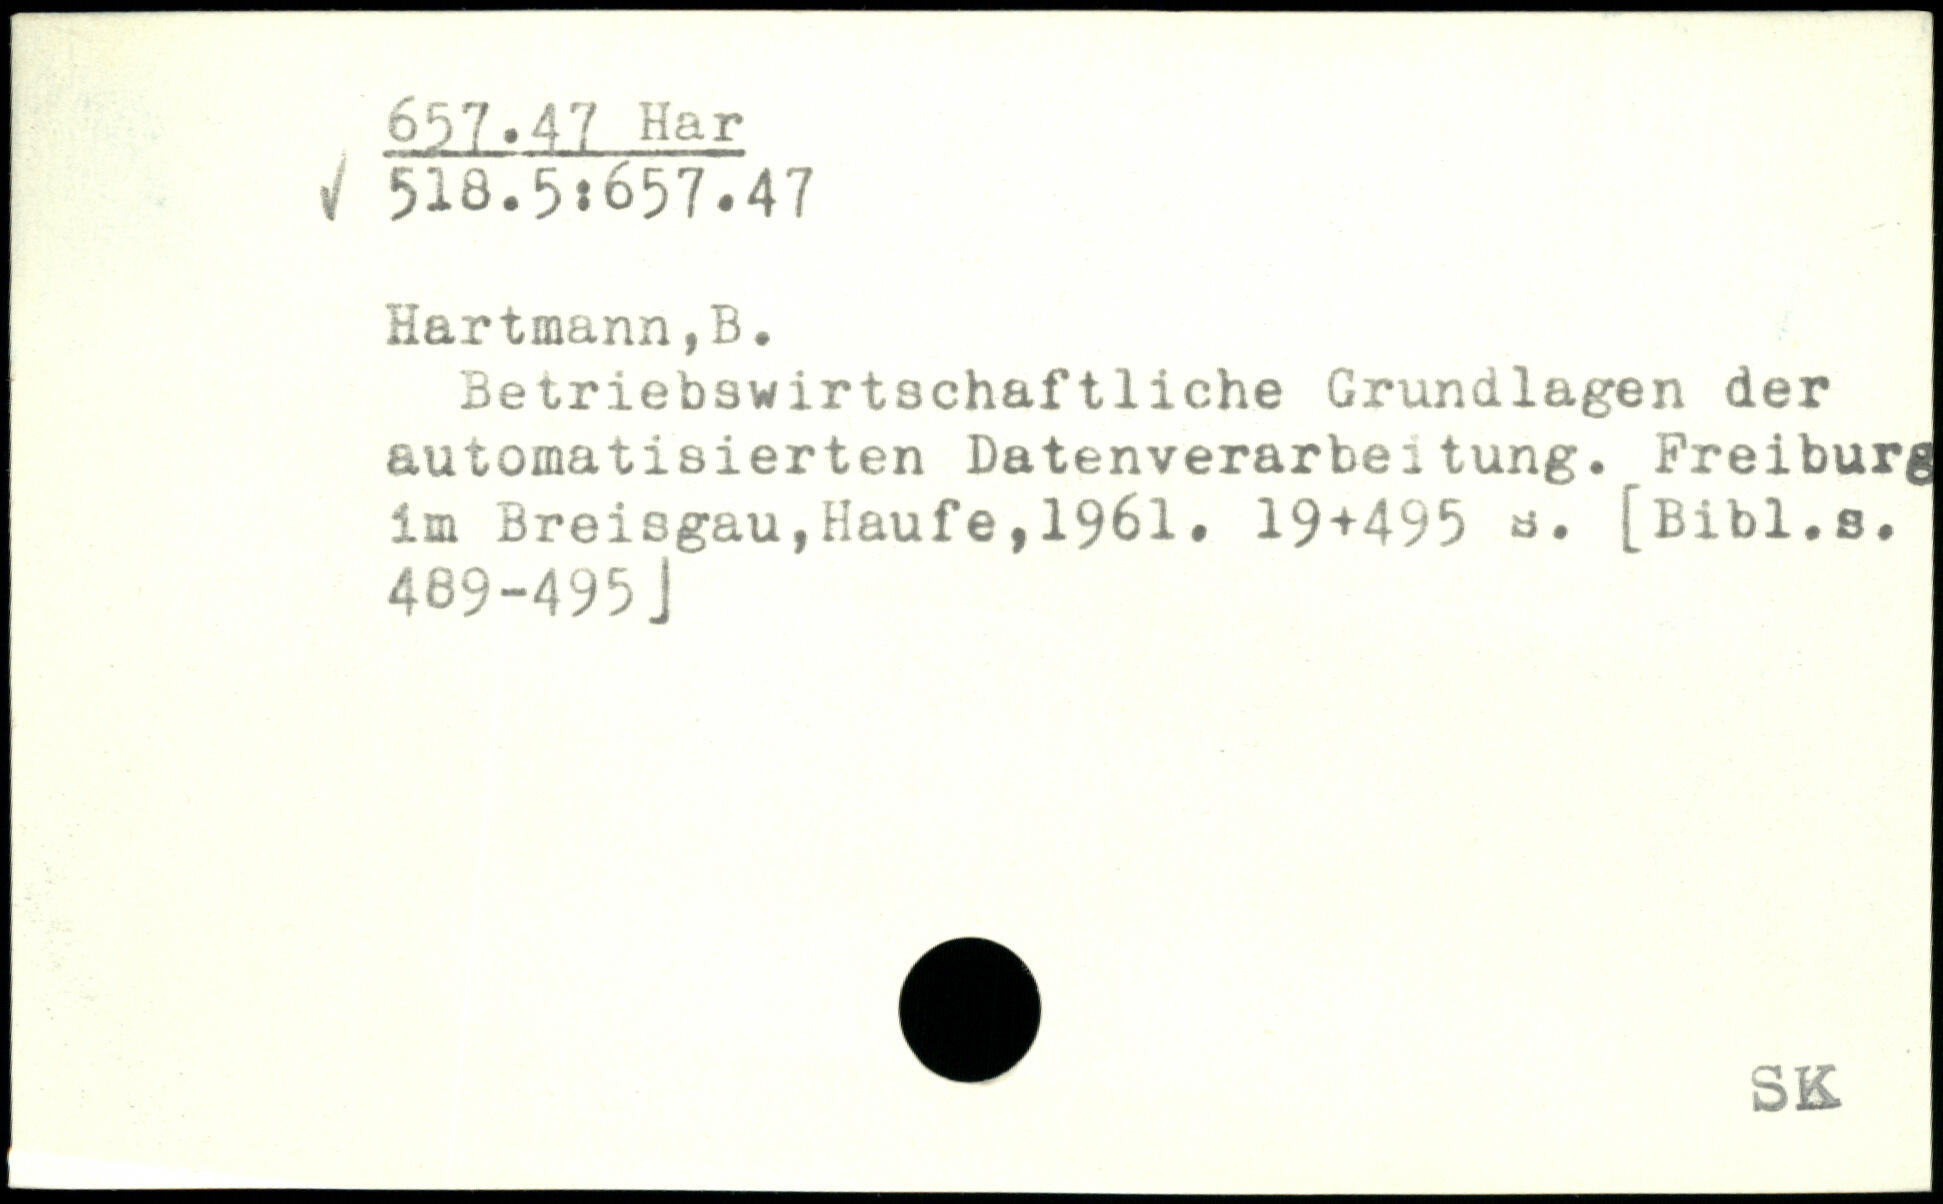 657.47 Har
√ 518.5:657.47
Hartmann,B.
Betriebswirtschaftliche Grundlagen der
automatisierten Datenverarbeitung. Freiburg
im Breisgau,Haufe,1961. 19+495 s. [Bibl.s.
489-495]
SK